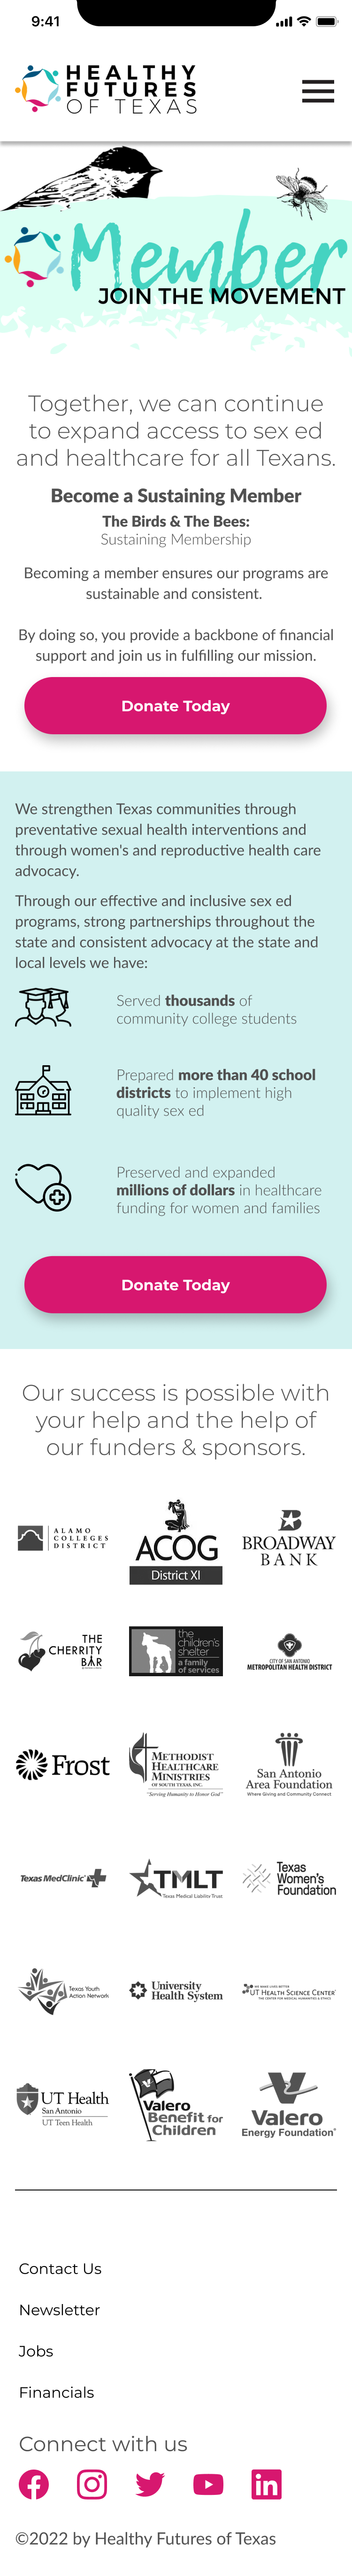 9:41
HEALTHY
FUTURES
OF TEXAS
Member
JOIN THE MOVEMENT
Together, we can continue
to expand access to sex ed
and healthcare for all Texans.
Become a Sustaining Member
The Birds & The Bees:
Sustaining Membership
Becoming a member ensures our programs are
sustainable and consistent.
By doing so, you provide a backbone of financial
support and join us in fulfilling our mission.
Donate Today
We strengthen Texas communities through
preventative sexual health interventions and
through women's and reproductive health care
advocacy.
Through our effective and inclusive sex ed
programs, strong partnerships throughout the
state and consistent advocacy at the state and
local levels we have:
Served thousands of
community college students
Prepared more than 40 school
districts to implement high
quality sex ed
Preserved and expanded
millions of dollars in healthcare
funding for women and families
Donate Today
Our success is possible with
your help and the help of
our funders & sponsors.
ALAMO
COLLEGES
DISTRICT
ACOG
District XI
BROADWAY
BANK
THE
CHERRITY
BAR
the
children's
shelter
a family
of services
CITY OF SAN ANTONIO
METROPOLITAN HEALTH DISTRICT
Frost
METHODIST
HEALTHCARE
MINISTRIES
OF SOUTH TEXAS, INC.
"Serving Humanity to Honor God"
San Antonio
Area Foundation
Where Giving and Community Connect
Texas MedClinic
TMLT
Texas Medical Liability Trust
Texas
Women's
Foundation
Texas Youth
Action Network
University
Health System
WE MAKE LIVES BETTER
UT HEALTH SCIENCE CENTER
THE CENTER FOR MEDICAL HUMANITIES & ETHICS
UT Health
San Antonio
UT Teen Health
Valero
Benefit for
Children
Valero
Energy Foundation
Contact Us
Newsletter
Jobs
Financials
Connect with us
©2022 by Healthy Futures of Texas